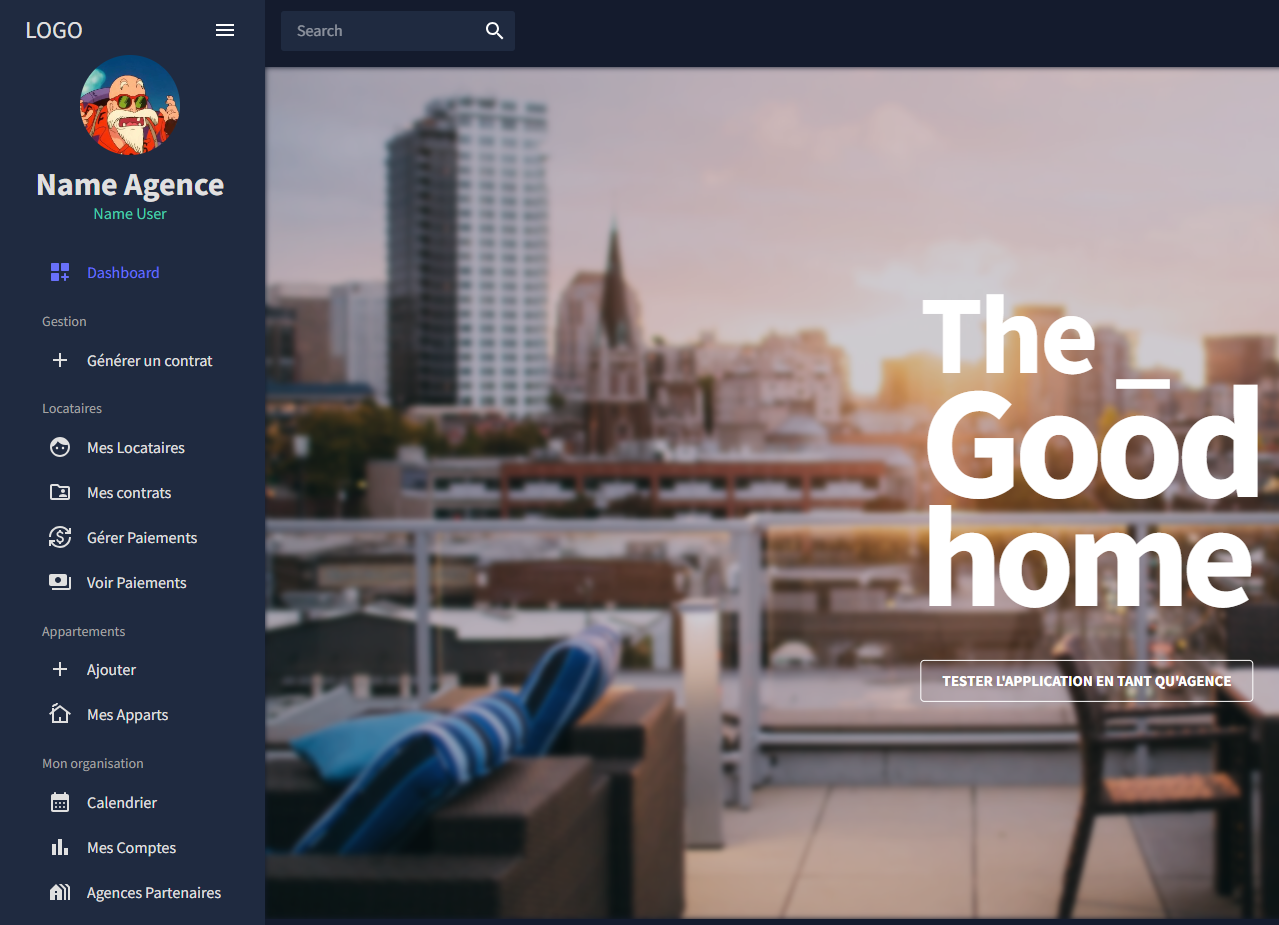 LOGO
Search
Name Agence
Name User
Dashboard
Gestion
Générer un contrat
Locataires
Mes Locataires
Mes contrats
Gérer Paiements
Voir Paiements
Appartements
Ajouter
Mes Apparts
Mon organisation
Calendrier
Mes Comptes
Agences Partenaires
The _
Good
home
TESTER L'APPLICATION EN TANT QU'AGENCE